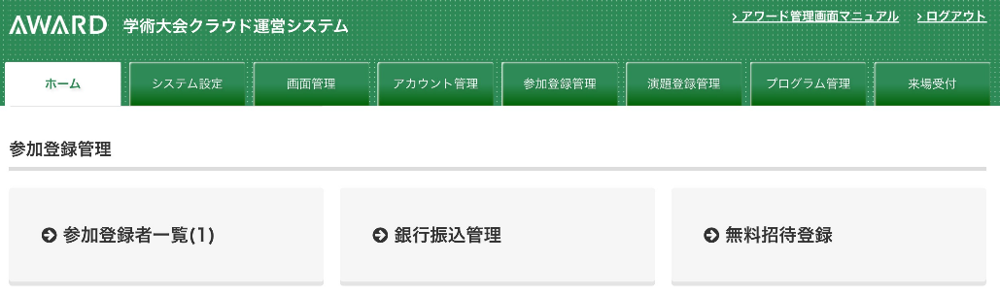 AWARD 学術大会クラウド運営システム
アワード管理画面マニュアル ログアウト
ホーム システム設定 画面管理 アカウント管理 参加登録管理 演題登録管理 プログラム管理 来場受付
参加登録管理
参加登録者一覧(1) 銀行振込管理 無料招待登録